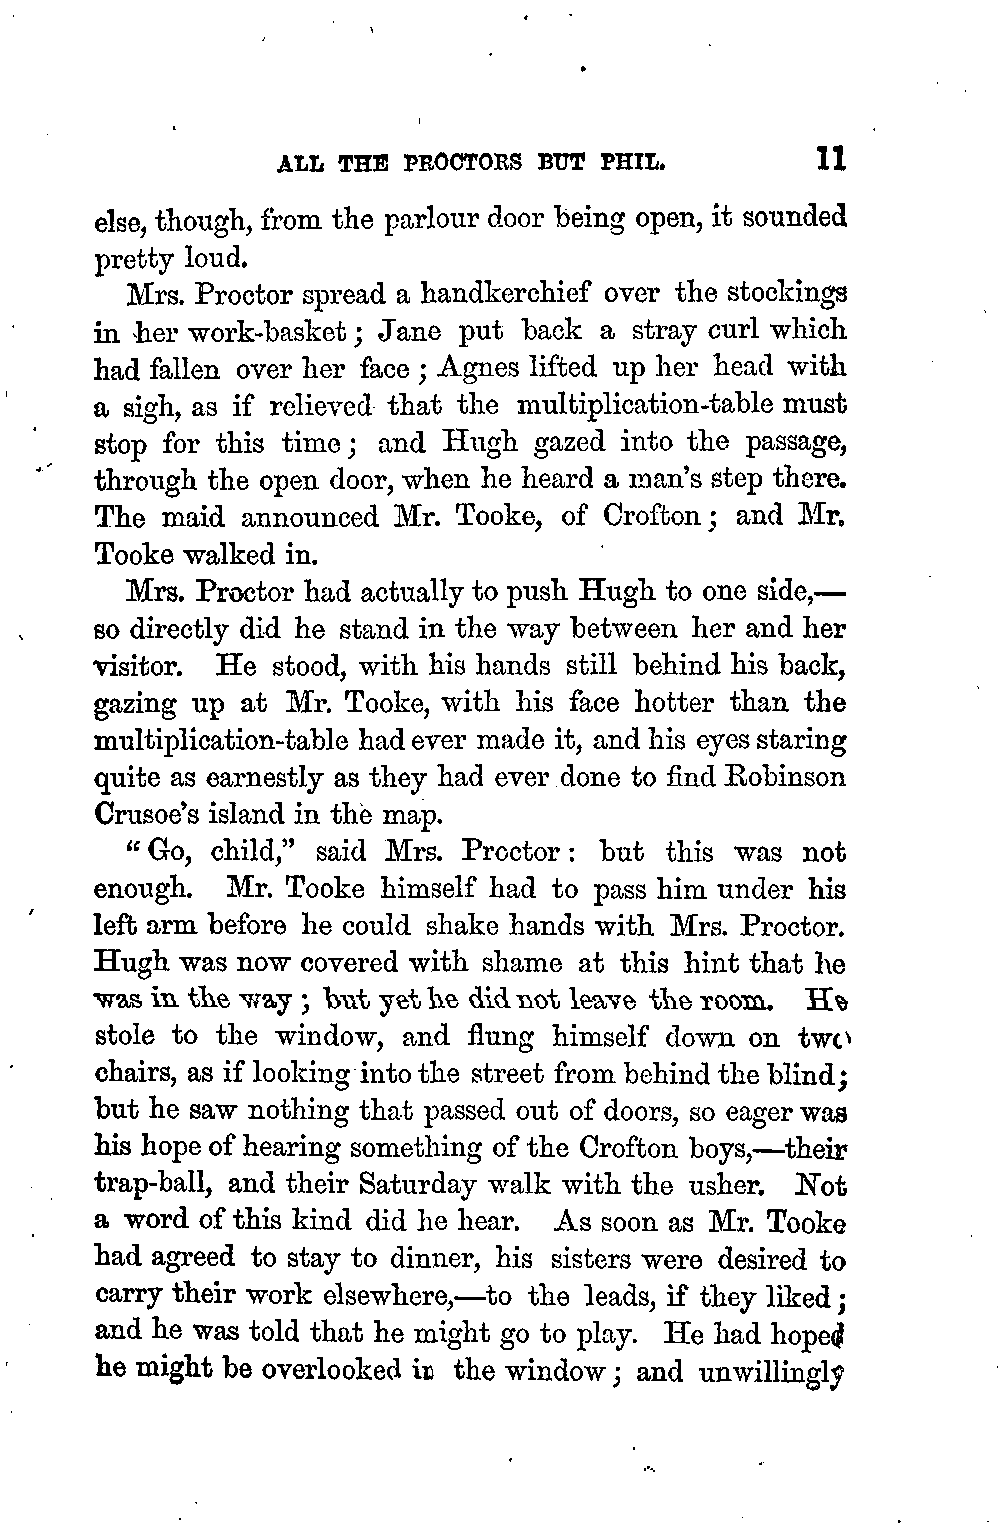 ALL THE PROCTORS BUT PHIL. 11
else, though, from the parlour door being open, it sounded
pretty loud.
Mrs. Proctor spread a handkerchief over the stockings
in her work-basket; Jane put back a stray curl which
had fallen over her face; Agnes lifted up her head with
a sigh, as if relieved that the multiplication-table must
stop for this time; and Hugh gazed into the passage,
through the open door, when he heard a man's step there.
The maid announced Mr. Tooke, of Crofton; and Mr.
Tooke walked in.
Mrs. Proctor had actually to push Hugh to one side,—
so directly did he stand in the way between her and her
visitor. He stood, with his hands still behind his back,
gazing up at Mr. Tooke, with his face hotter than the
multiplication-table had ever made it, and his eyes staring
quite as earnestly as they had ever done to find Robinson
Crusoe's island in the map.
"Go, child," said Mrs. Proctor: but this was not
enough. Mr. Tooke himself had to pass him under his
left arm before he could shake hands with Mrs. Proctor.
Hugh was now covered with shame at this hint that he
was in the way; but yet he did not leave the room. He
stole to the window, and flung himself down on two
chairs, as if looking into the street from behind the blind;
but he saw nothing that passed out of doors, so eager was
his hope of hearing something of the Crofton boys,—their
trap-ball, and their Saturday walk with the usher. Not
a word of this kind did he hear. As soon as Mr. Tooke
had agreed to stay to dinner, his sisters were desired to
carry their work elsewhere,—to the leads, if they liked;
and he was told that he might go to play. He had hoped
he might be overlooked in the window; and unwillingly